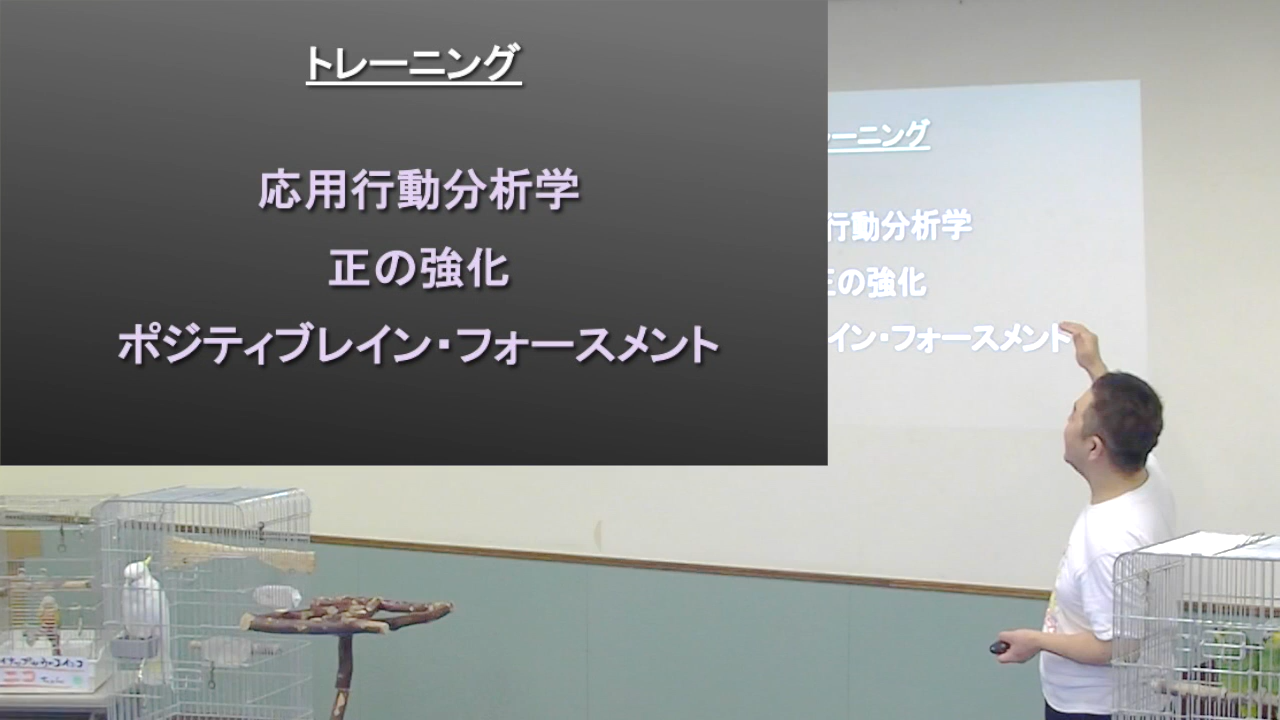 トレーニング
応用行動分析学
正の強化
ポジティブレイン・フォースメント
レーニング
行動分析学
正の強化
イン・フォースメント
ニコ